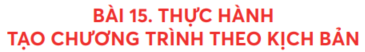 BÀI 15. THỰC HÀNH
TẠO CHƯƠNG TRÌNH THEO KỊCH BẢN